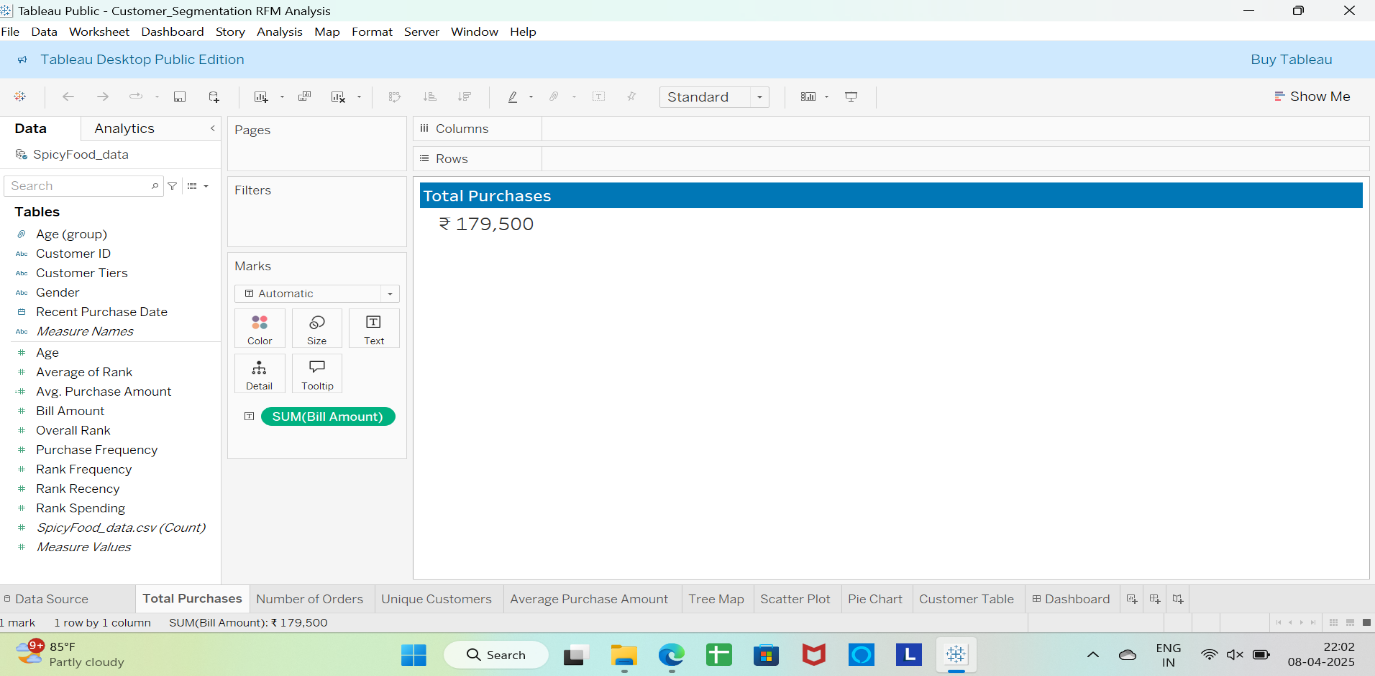 Tableau Public - Customer_Segmentation RFM Analysis
File Data Worksheet Dashboard Story Analysis Map Format Server Window Help
Tableau Desktop Public Edition Buy Tableau
Standard Show Me
Data Analytics
SpicyFood_data
Search
Tables
Age (group)
Abc Customer ID
Abc Customer Tiers
Abc Gender
Recent Purchase Date
Abc Measure Names
# Age
# Average of Rank
=# Avg. Purchase Amount
# Bill Amount
# Overall Rank
# Purchase Frequency
# Rank Frequency
# Rank Recency
# Rank Spending
# SpicyFood_data.csv (Count)
# Measure Values
Pages
Filters
Marks
T Automatic
Color Size T Text
Detail Tooltip
T SUM(Bill Amount)
iii Columns
Rows
Total Purchases
₹ 179,500
Data Source Total Purchases Number of Orders Unique Customers Average Purchase Amount Tree Map Scatter Plot Pie Chart Customer Table Dashboard
1 mark 1 row by 1 column SUM(Bill Amount): ₹ 179,500
9+ 85°F
Partly cloudy
Search
L
ENG
IN
22:02
08-04-2025